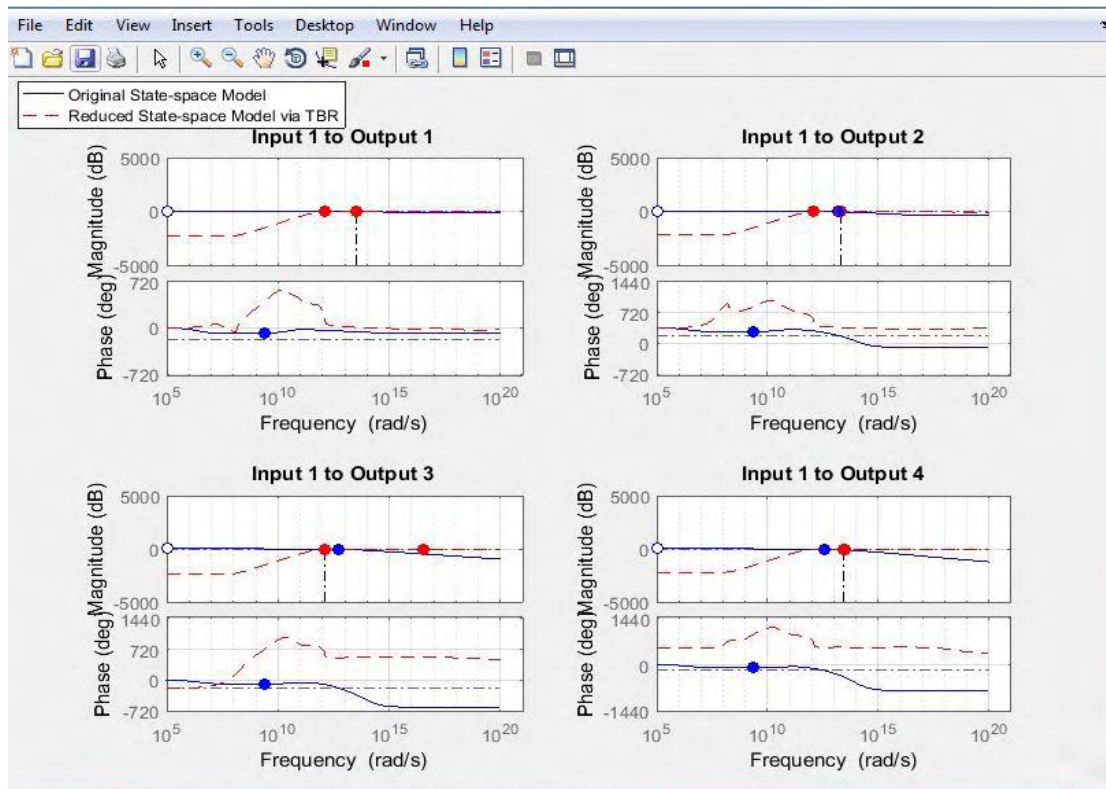 File Edit View Insert Tools Desktop Window Help
Original State-space Model
Reduced State-space Model via TBR
Input 1 to Output 1
Magnitude (dB)
5000
0
-5000
Phase (deg)
720
0
-720
10^5 10^10 10^15 10^20
Frequency (rad/s)
Input 1 to Output 2
Magnitude (dB)
5000
0
-5000
Phase (deg)
1440
720
0
-720
10^5 10^10 10^15 10^20
Frequency (rad/s)
Input 1 to Output 3
Magnitude (dB)
5000
0
-5000
Phase (deg)
1440
720
0
-720
10^5 10^10 10^15 10^20
Frequency (rad/s)
Input 1 to Output 4
Magnitude (dB)
5000
0
-5000
Phase (deg)
1440
0
-1440
10^5 10^10 10^15 10^20
Frequency (rad/s)